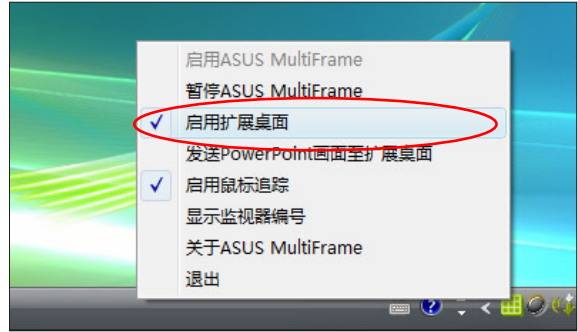 启用ASUS MultiFrame
暂停ASUS MultiFrame
启用扩展桌面
发送PowerPoint画面至扩展桌面
启用鼠标追踪
显示监视器编号
关于ASUS MultiFrame
退出